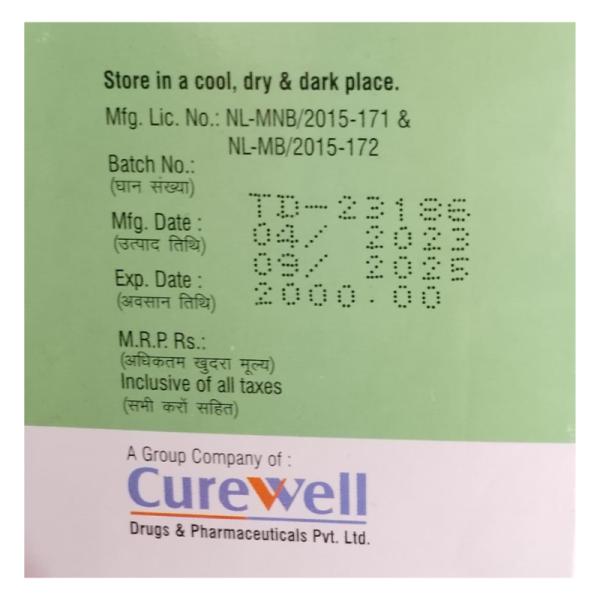 Store in a cool, dry & dark place.
Mfg. Lic. No.: NL-MNB/2015-171 &
NL-MB/2015-172
Batch No.:
(घान संख्या)
TD-23186
Mfg. Date :
(उत्पाद तिथि)
04/ 2023
Exp. Date :
(अवसान तिथि)
09/ 2025
2000.00
M.R.P. Rs.:
(अधिकतम खुदरा मूल्य)
Inclusive of all taxes
(सभी करों सहित)
A Group Company of :
Curewell
Drugs & Pharmaceuticals Pvt. Ltd.